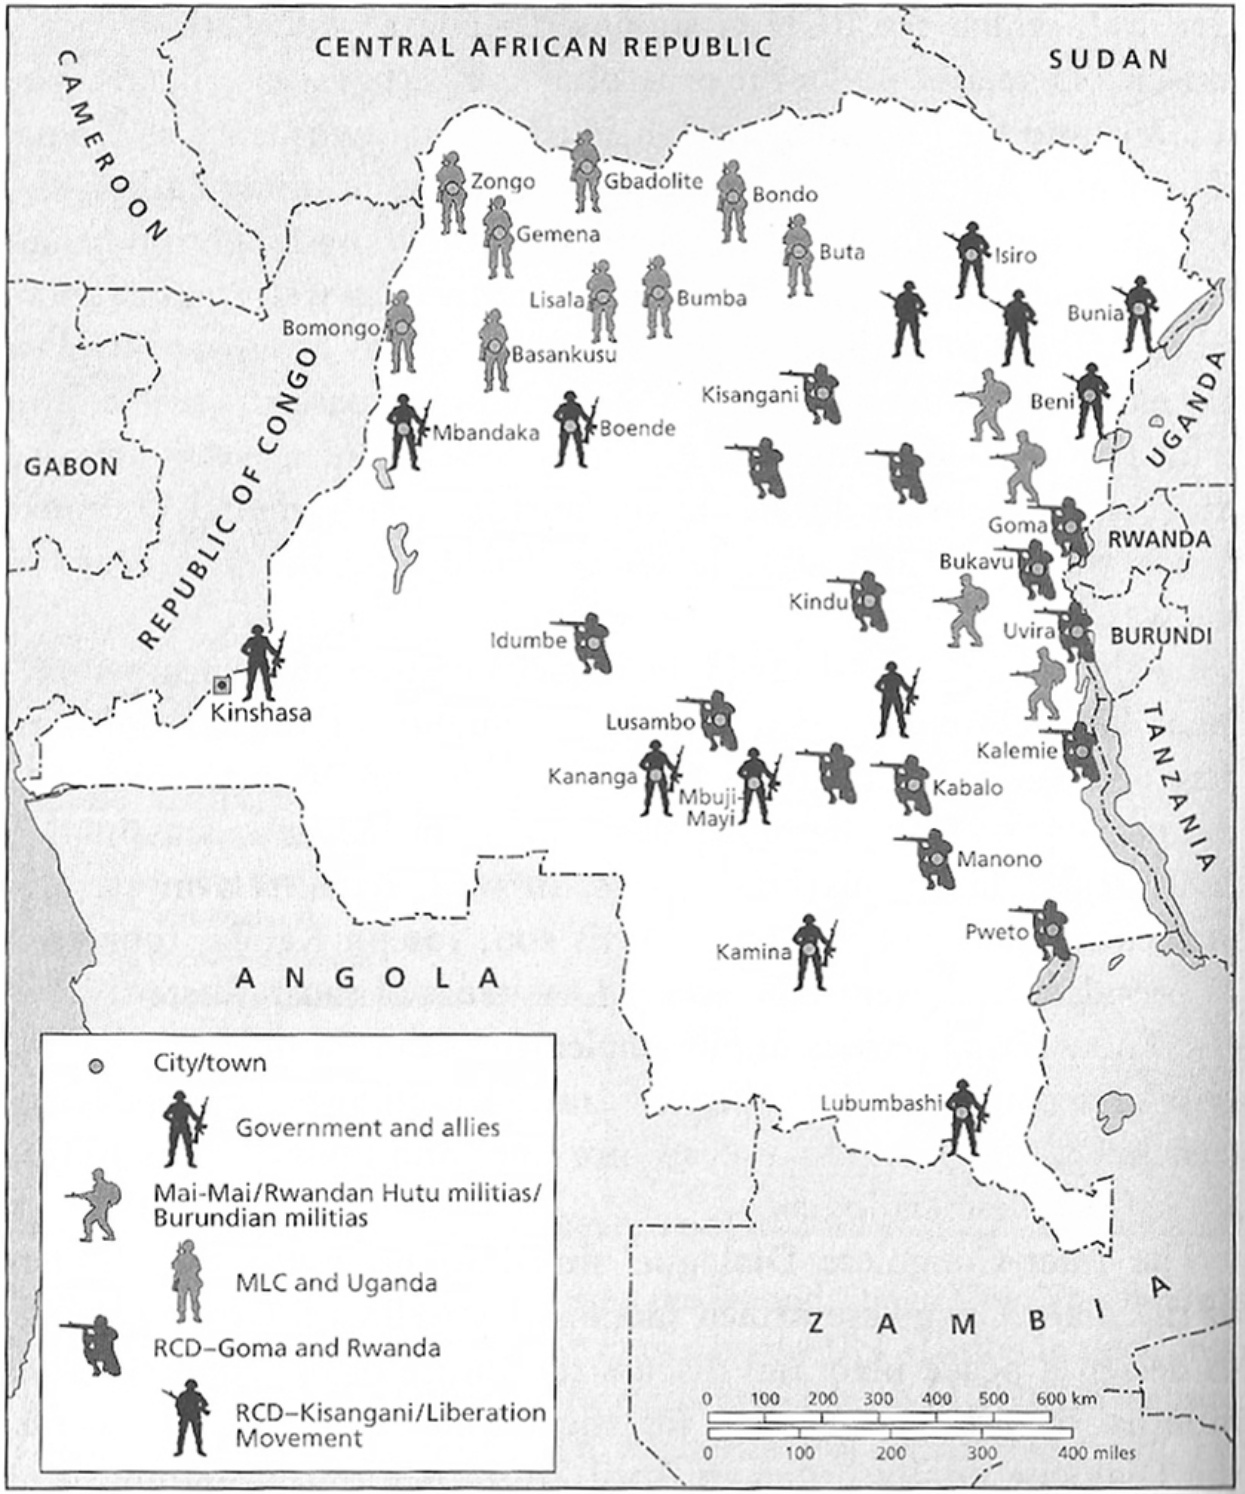 CENTRAL AFRICAN REPUBLIC
SUDAN
CAMEROON
Zongo
Gbadolite
Bondo
Gemena
Buta
Isiro
Lisala
Bumba
Bunia
Bomongo
Basankusu
Kisangani
Beni
UGANDA
Mbandaka
Boende
GABON
REPUBLIC OF CONGO
Goma
RWANDA
Bukavu
Kindu
Idumbe
Uvira
BURUNDI
Kinshasa
Lusambo
Kananga
Mbuji-
Mayi
Kabalo
Kalemie
TANZANIA
Manono
Pweto
Kamina
ANGOLA
Lubumbashi
ZAMBIA
City/town
Government and allies
Mai-Mai/Rwandan Hutu militias/
Burundian militias
MLC and Uganda
RCD–Goma and Rwanda
RCD–Kisangani/Liberation
Movement
0 100 200 300 400 500 600 km
0 100 200 300 400 miles